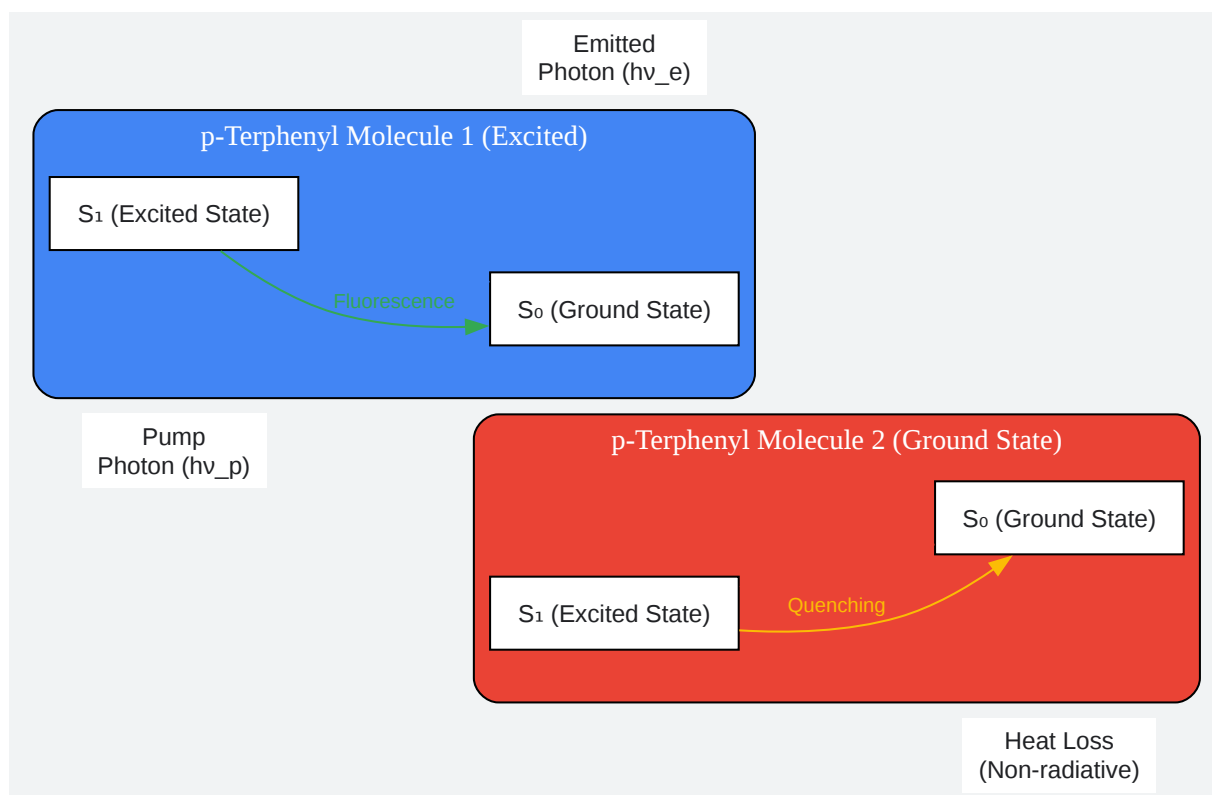 Emitted
Photon (hν_e)
p-Terphenyl Molecule 1 (Excited)
S₁ (Excited State)
Fluorescence
S₀ (Ground State)
Pump
Photon (hν_p)
p-Terphenyl Molecule 2 (Ground State)
S₀ (Ground State)
S₁ (Excited State)
Quenching
Heat Loss
(Non-radiative)